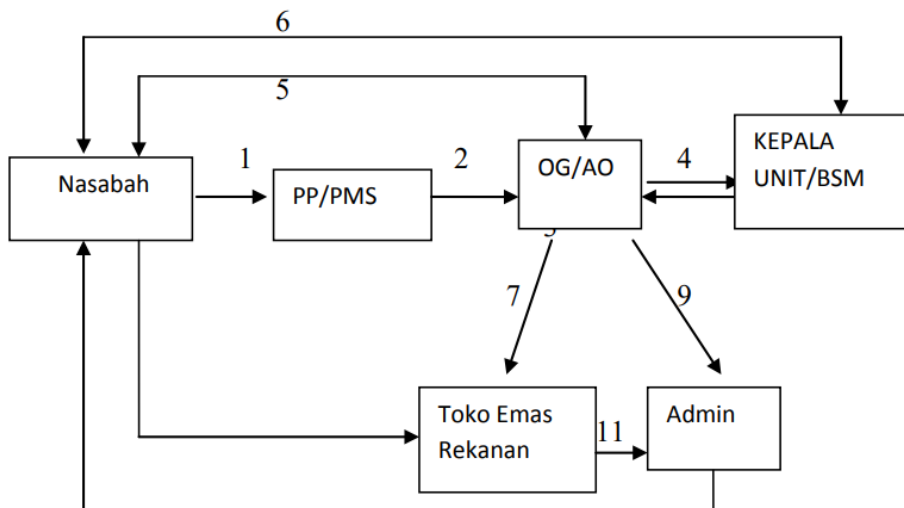 6
5
Nasabah
1
PP/PMS
2
OG/AO
4
KEPALA
UNIT/BSM
7
9
Toko Emas
Rekanan
11
Admin